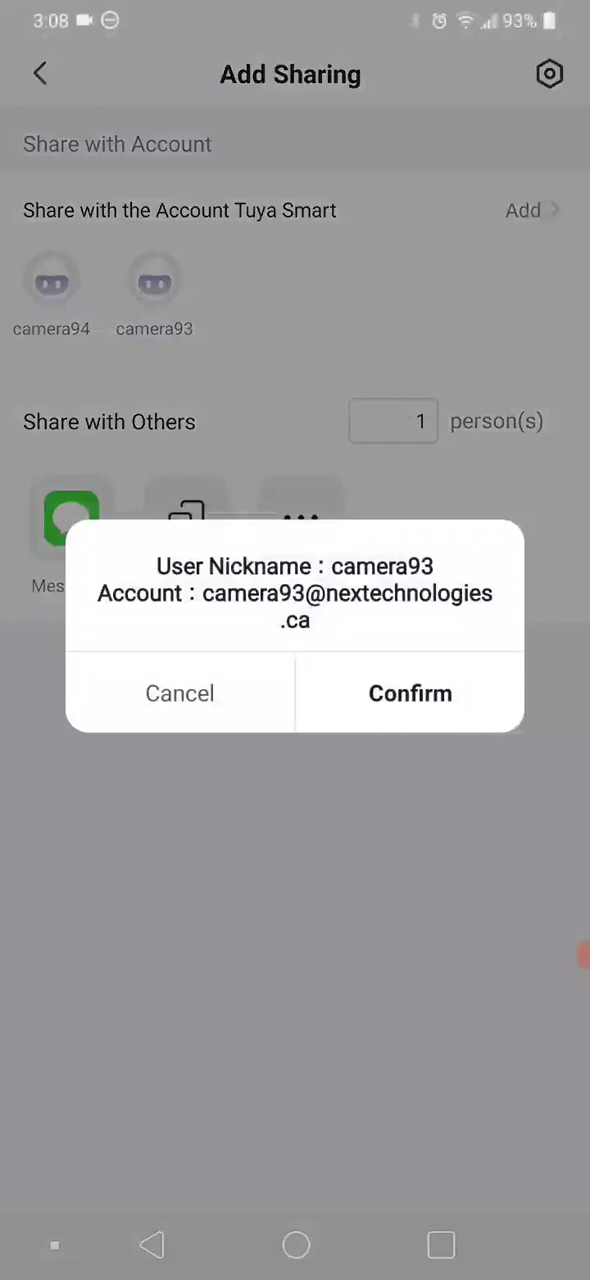 3:08 93%
Add Sharing
Share with Account
Share with the Account Tuya Smart Add
camera94 camera93
Share with Others 1 person(s)
Mes
User Nickname : camera93
Account : camera93@nextechnologies
.ca
Cancel Confirm